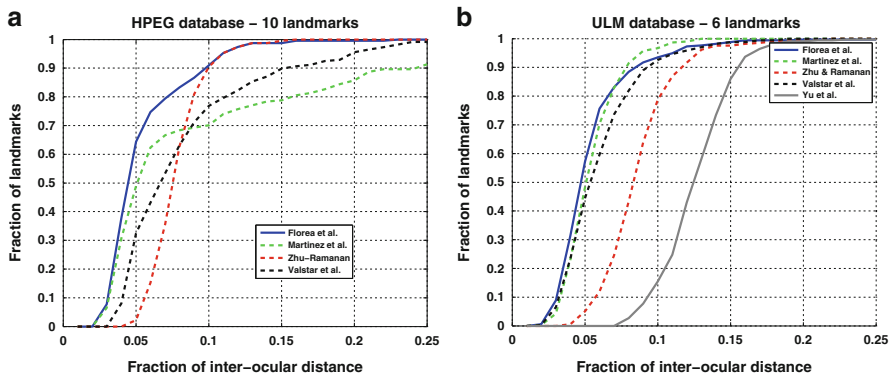 a
HPEG database – 10 landmarks
Fraction of landmarks
1
0.9
0.8
0.7
0.6
0.5
0.4
0.3
0.2
0.1
0
0 0.05 0.1 0.15 0.2 0.25
Fraction of inter−ocular distance
Florea et al.
Martinez et al.
Zhu−Ramanan
Valstar et al.
b
ULM database – 6 landmarks
Fraction of landmarks
1
0.9
0.8
0.7
0.6
0.5
0.4
0.3
0.2
0.1
0
0 0.05 0.1 0.15 0.2 0.25
Fraction of inter−ocular distance
Florea et al.
Martinez et al.
Zhu & Ramanan
Valstar et al.
Yu et al.